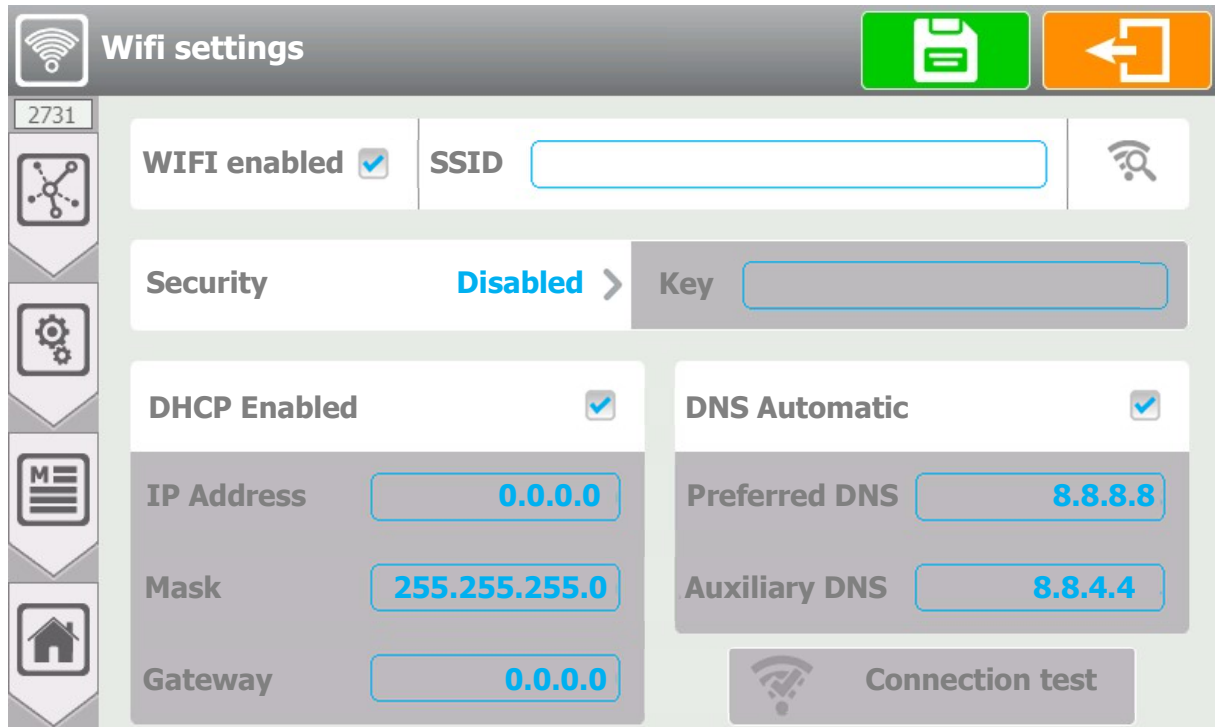 Wifi settings
2731
WIFI enabled SSID
Security Disabled Key
DHCP Enabled DNS Automatic
IP Address 0.0.0.0 Preferred DNS 8.8.8.8
M
Mask 255.255.255.0 Auxiliary DNS 8.8.4.4
Gateway 0.0.0.0 Connection test